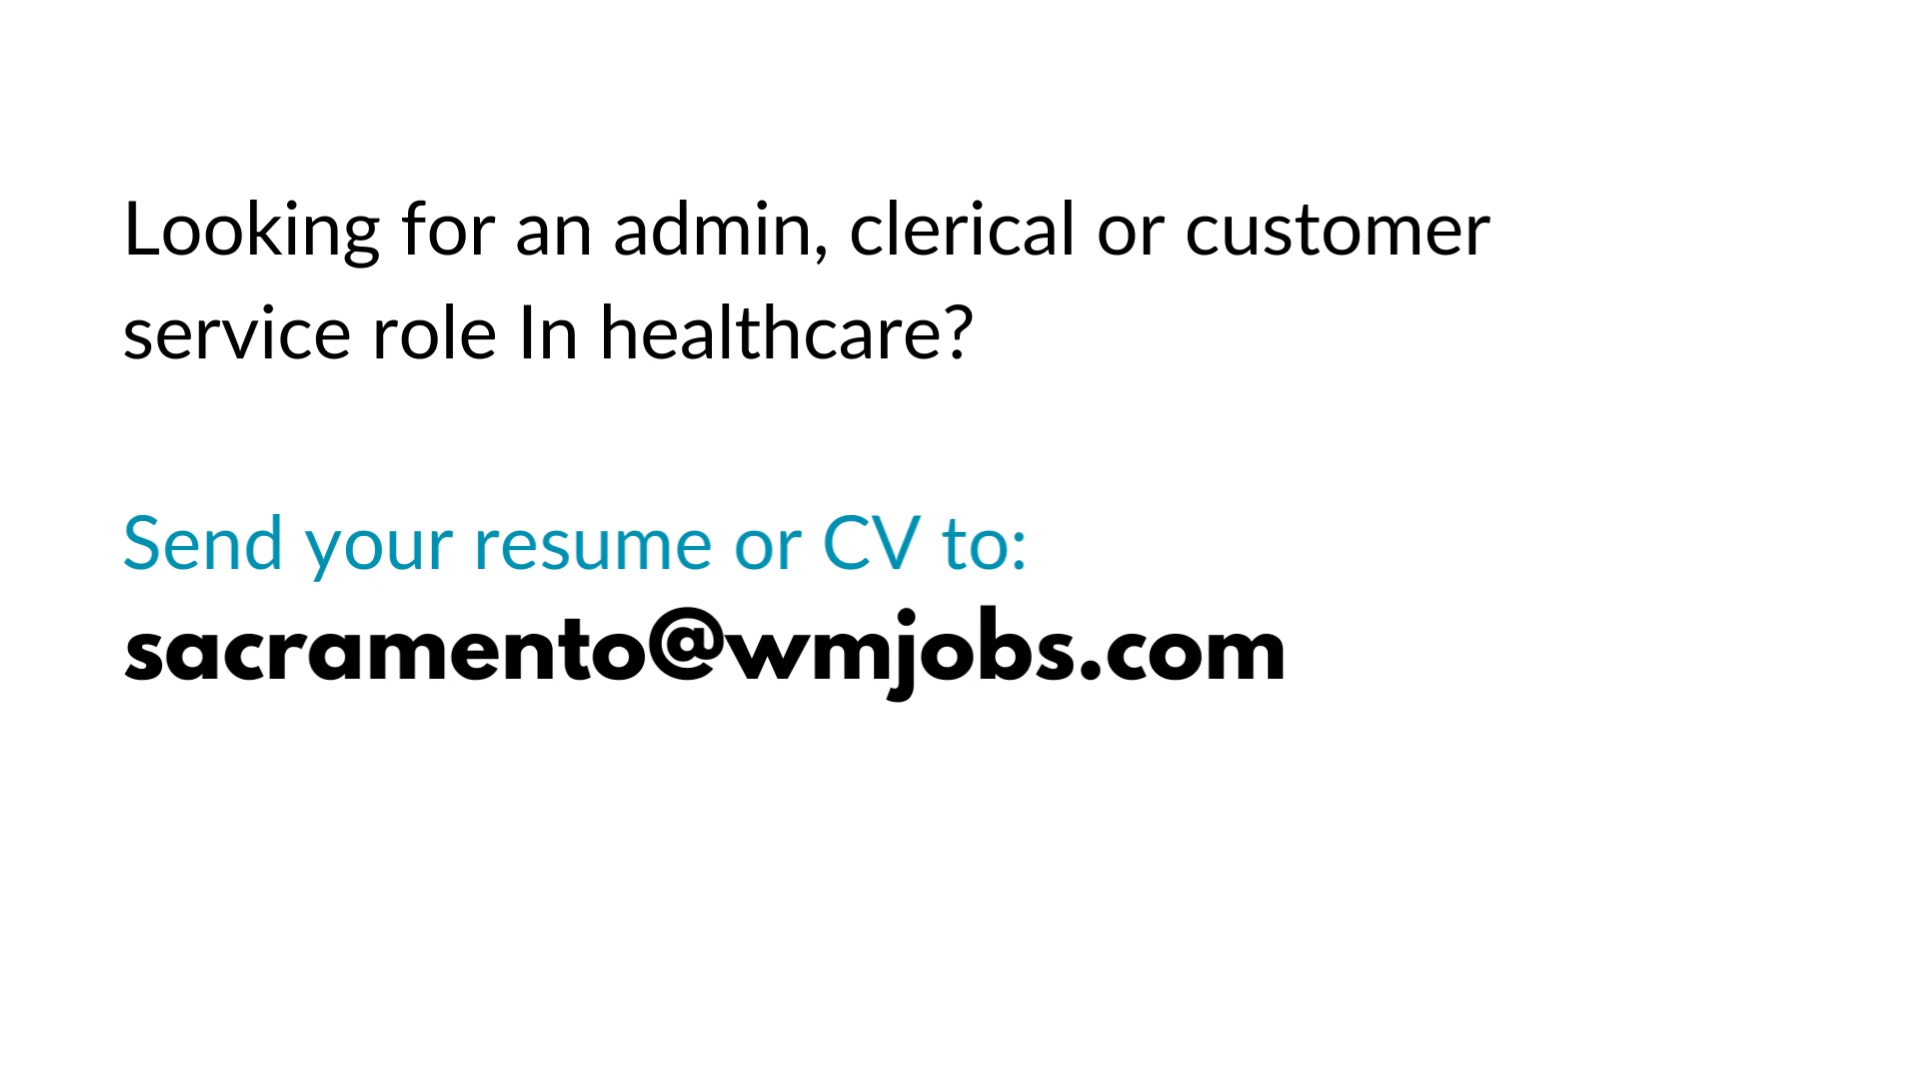 Looking for an admin, clerical or customer
service role In healthcare?
Send your resume or CV to:
sacramento@wmjobs.com